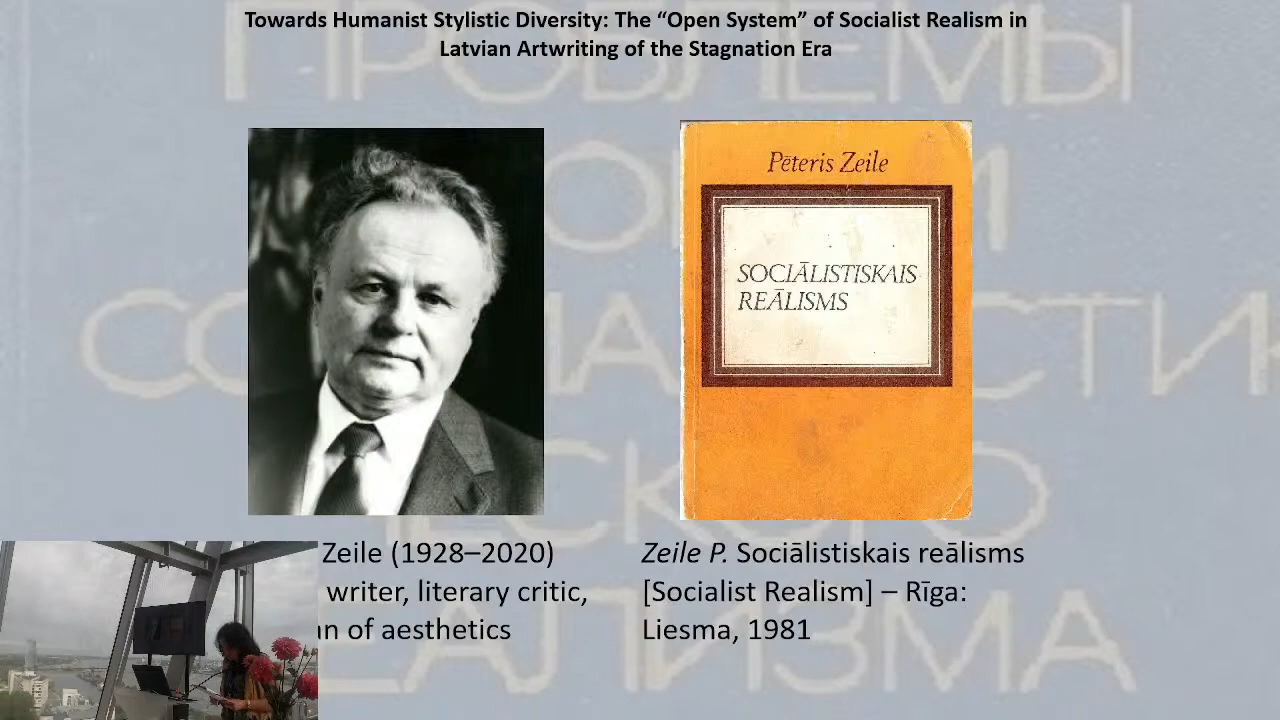 Towards Humanist Stylistic Diversity: The “Open System” of Socialist Realism in
Latvian Artwriting of the Stagnation Era
Pēteris Zeile
SOCIĀLISTISKAIS
REĀLISMS
Zeile (1928–2020)
writer, literary critic,
of aesthetics
Zeile P. Sociālistiskais reālisms
[Socialist Realism] – Rīga:
Liesma, 1981
ПРОБЛЕМЫ